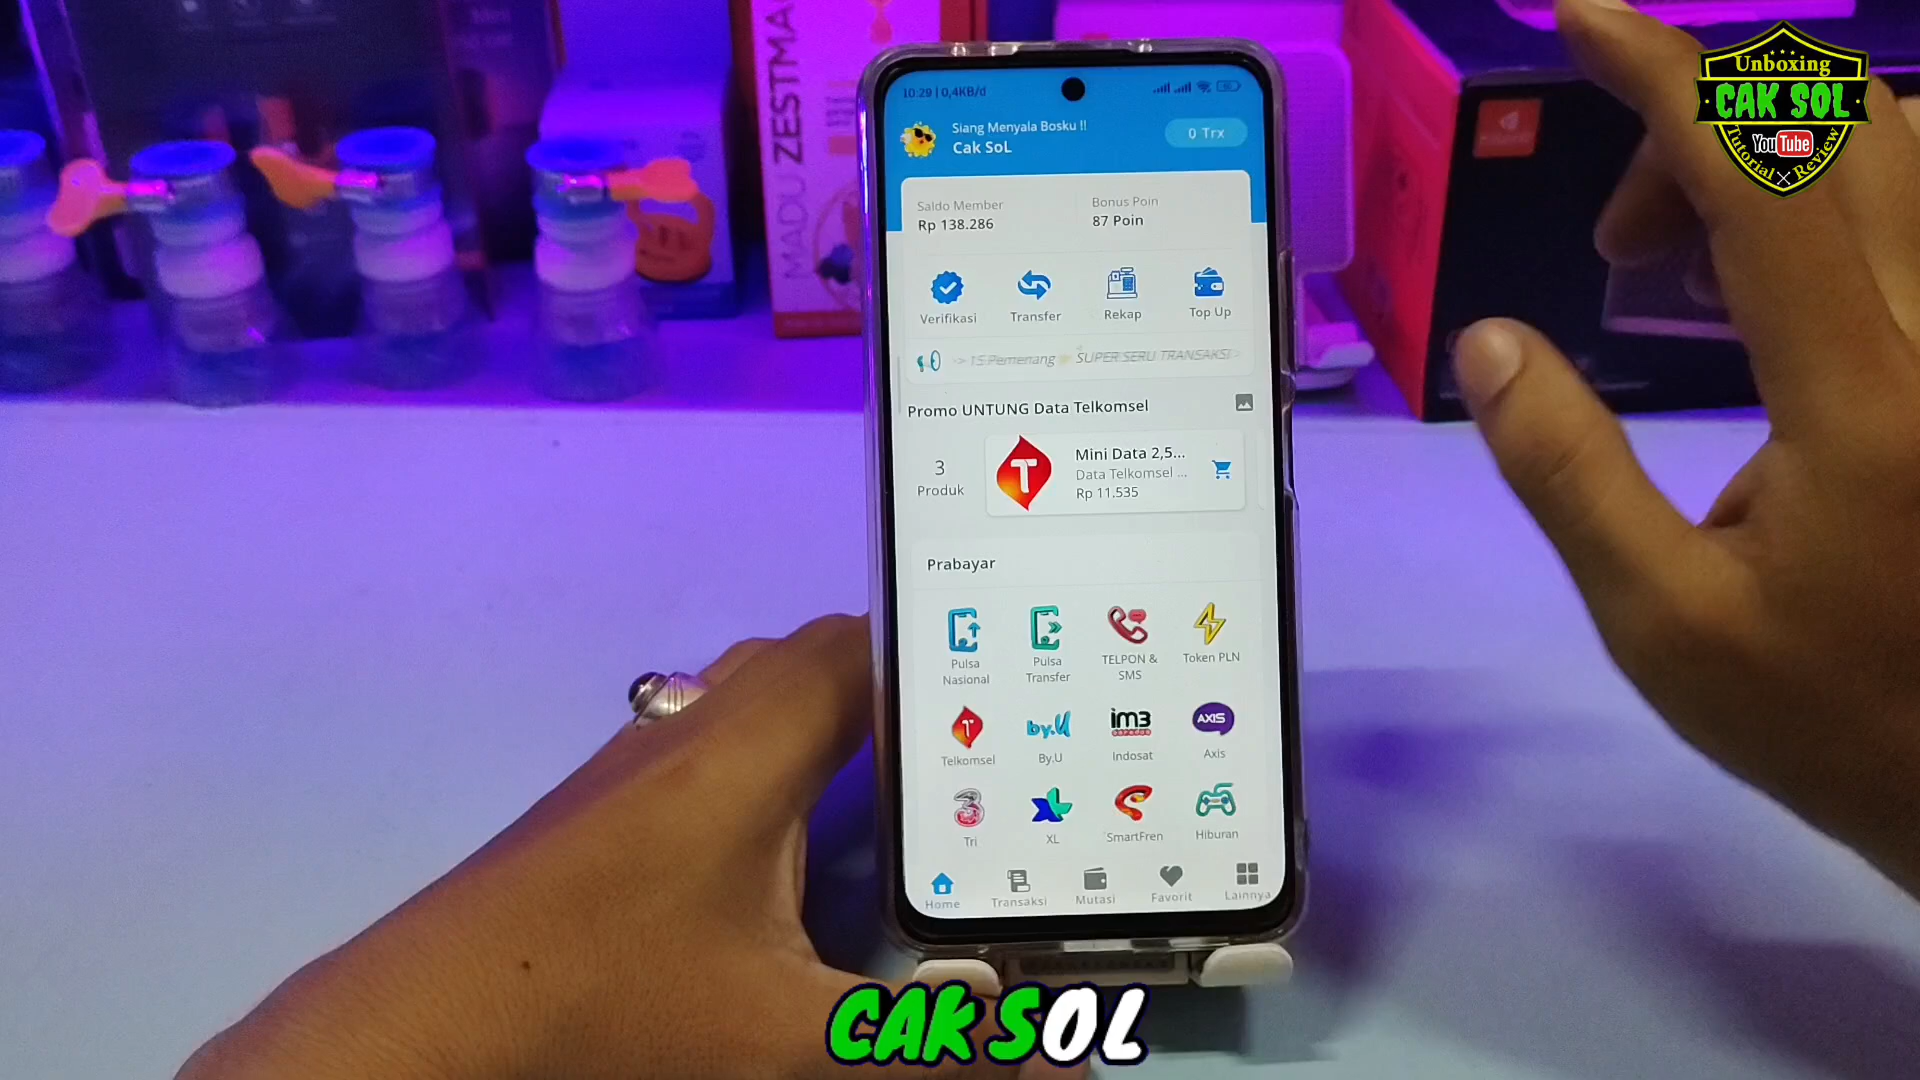 MADU ZESTMA
Unboxing
CAK SOL
YouTube
Tutorial X Review
10:29 | 0,4KB/d
Siang Menyala Bosku !!
Cak SoL
0 Trx
Saldo Member
Rp 138.286
Bonus Poin
87 Poin
Verifikasi
Transfer
Rekap
Top Up
15 Pemenang
SUPER SERU TRANSAKSI
Promo UNTUNG Data Telkomsel
3
Produk
Mini Data 2,5...
Data Telkomsel ...
Rp 11.535
Prabayar
Pulsa
Nasional
Pulsa
Transfer
TELPON &
SMS
Token PLN
by.U
im3
ooredoo
AXIS
Telkomsel
By.U
Indosat
Axis
3
Tri
XL
SmartFren
Hiburan
Home
Transaksi
Mutasi
Favorit
Lainnya
CAK SOL